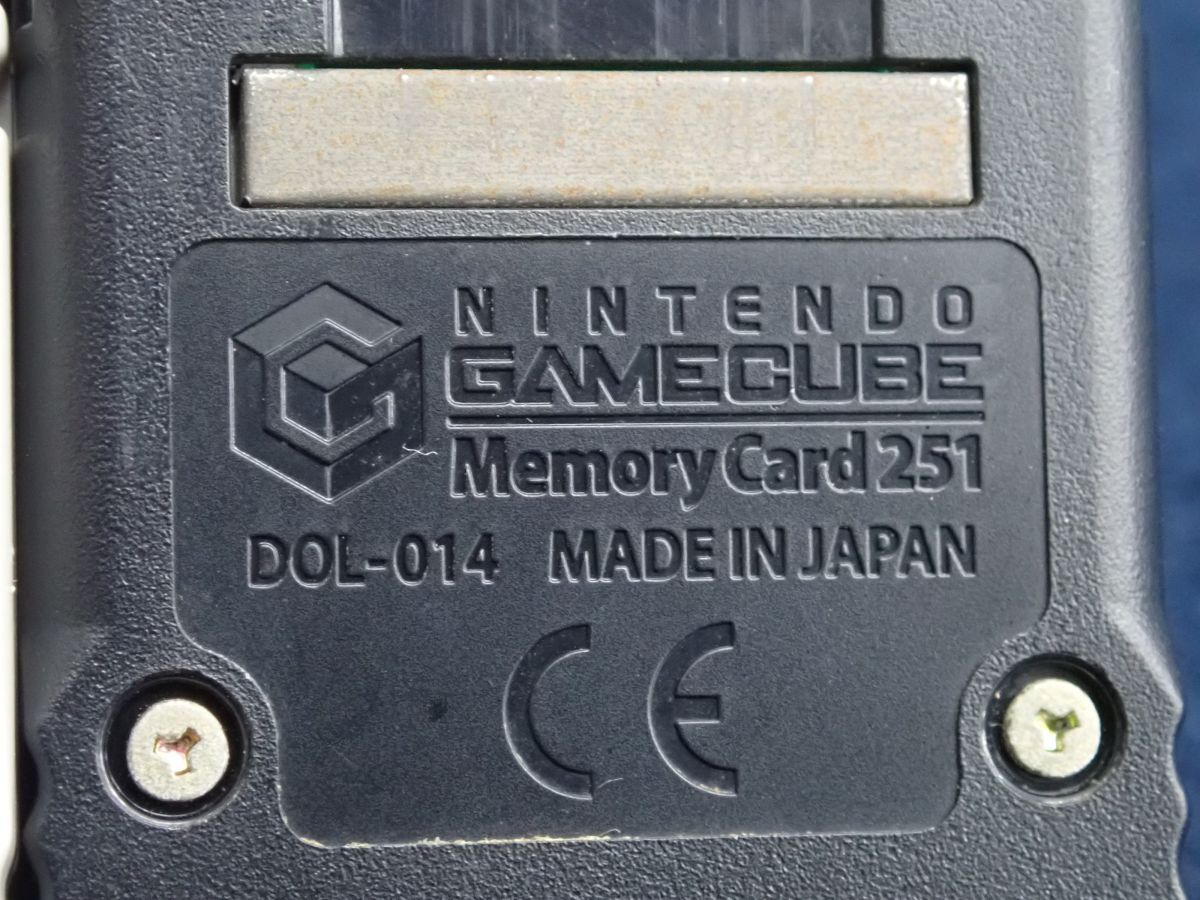 NINTENDO
GAMECUBE
Memory Card 251
DOL-014 MADE IN JAPAN
CE